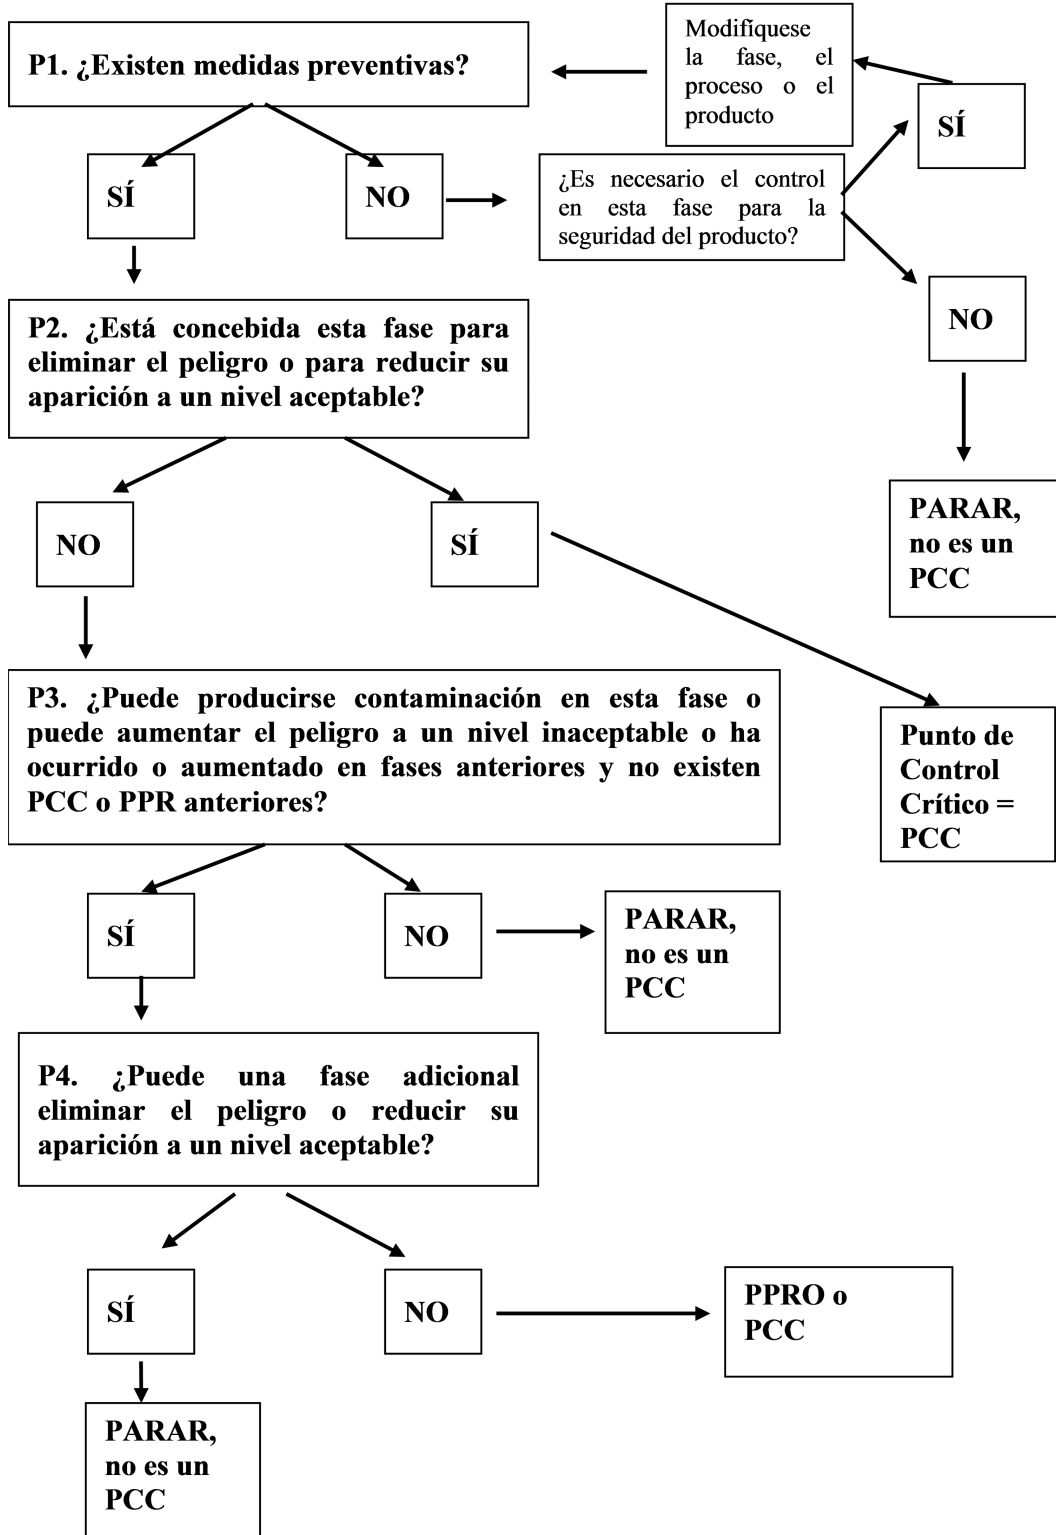 P1. ¿Existen medidas preventivas?
Modifíquese
la fase, el
proceso o el
producto
SÍ
SÍ
NO
¿Es necesario el control
en esta fase para la
seguridad del producto?
NO
P2. ¿Está concebida esta fase para
eliminar el peligro o para reducir su
aparición a un nivel aceptable?
PARAR,
no es un
PCC
NO
SÍ
P3. ¿Puede producirse contaminación en esta fase o
puede aumentar el peligro a un nivel inaceptable o ha
ocurrido o aumentado en fases anteriores y no existen
PCC o PPR anteriores?
Punto de
Control
Crítico =
PCC
SÍ
NO
PARAR,
no es un
PCC
P4. ¿Puede una fase adicional
eliminar el peligro o reducir su
aparición a un nivel aceptable?
SÍ
NO
PPRO o
PCC
PARAR,
no es un
PCC